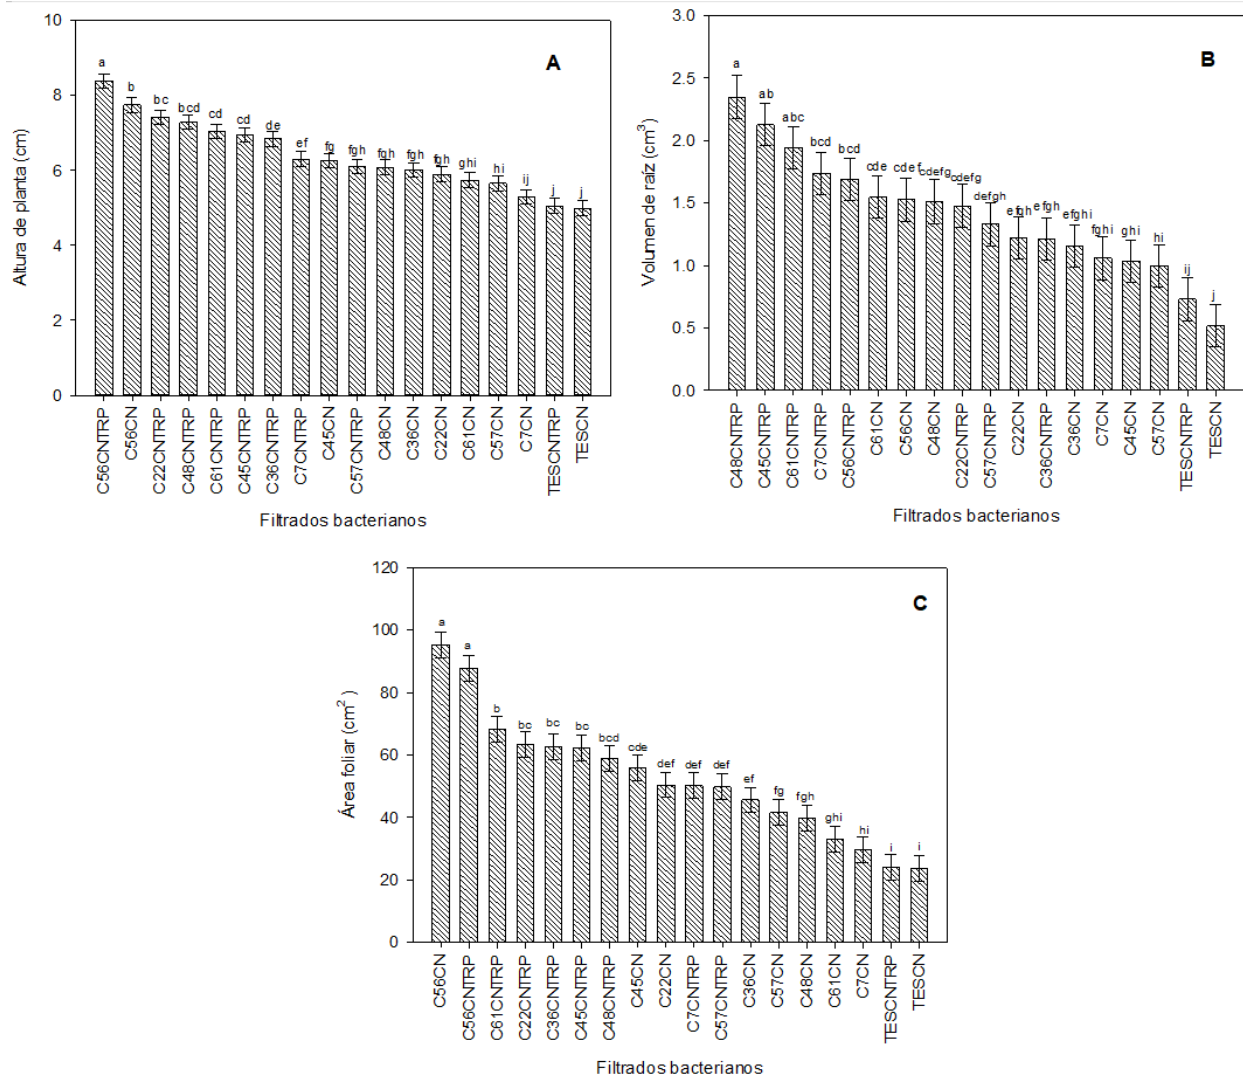 A
Altura de planta (cm)
10
8
6
4
2
0
a
b
bc
bcd
cd
cd
de
ef
fg
fgh
fgh
fgh
fgh
ghi
hi
ij
j
j
C56CNTRP
C56CN
C22CNTRP
C48CNTRP
C61CNTRP
C45CNTRP
C36CNTRP
C7CNTRP
C45CN
C57CNTRP
C48CN
C36CN
C22CN
C61CN
C57CN
C7CN
TESCNTRP
TESCN
Filtrados bacterianos
B
Volumen de raíz (cm³)
3.0
2.5
2.0
1.5
1.0
0.5
0.0
a
ab
abc
bcd
bcd
cde
cdef
cdefg
cdefg
defgh
efgh
efgh
efghi
fghi
ghi
hi
ij
j
C48CNTRP
C45CNTRP
C61CNTRP
C7CNTRP
C56CNTRP
C61CN
C56CN
C48CN
C22CNTRP
C57CNTRP
C22CN
C36CNTRP
C36CN
C7CN
C45CN
C57CN
TESCNTRP
TESCN
Filtrados bacterianos
C
Área foliar (cm²)
120
100
80
60
40
20
0
a
a
b
bc
bc
bc
bcd
cde
def
def
def
ef
fg
fgh
ghi
hi
i
i
C56CN
C56CNTRP
C61CNTRP
C22CNTRP
C36CNTRP
C45CNTRP
C48CNTRP
C45CN
C22CN
C7CNTRP
C57CNTRP
C36CN
C57CN
C48CN
C61CN
C7CN
TESCNTRP
TESCN
Filtrados bacterianos